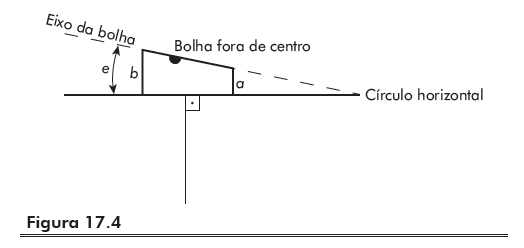 Eixo da bolha
Bolha fora de centro
e
b
a
Círculo horizontal
Figura 17.4